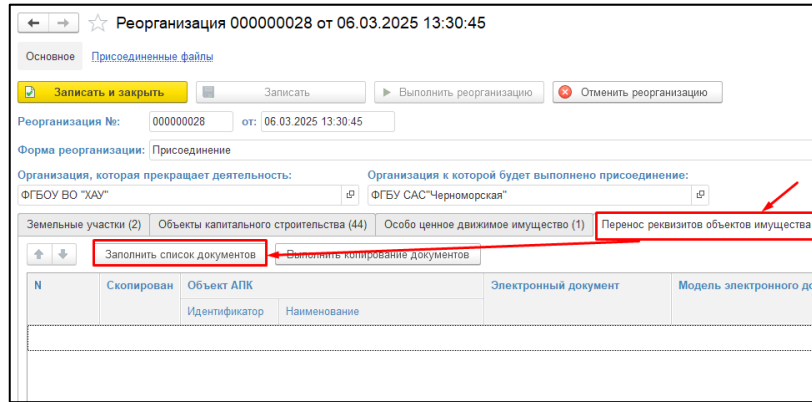 Реорганизация 000000028 от 06.03.2025 13:30:45
Основное Присоединенные файлы
Записать и закрыть Записать Выполнить реорганизацию Отменить реорганизацию
Реорганизация №: 000000028 от: 06.03.2025 13:30:45
Форма реорганизации: Присоединение
Организация, которая прекращает деятельность: Организация к которой будет выполнено присоединение:
ФГБОУ ВО "ХАУ" ФГБУ САС"Черноморская"
Земельные участки (2) Объекты капитального строительства (44) Особо ценное движимое имущество (1) Перенос реквизитов объектов имущества
Заполнить список документов Выполнить копирование документов
N Скопирован Объект АПК Электронный документ Модель электронного до
Идентификатор Наименование